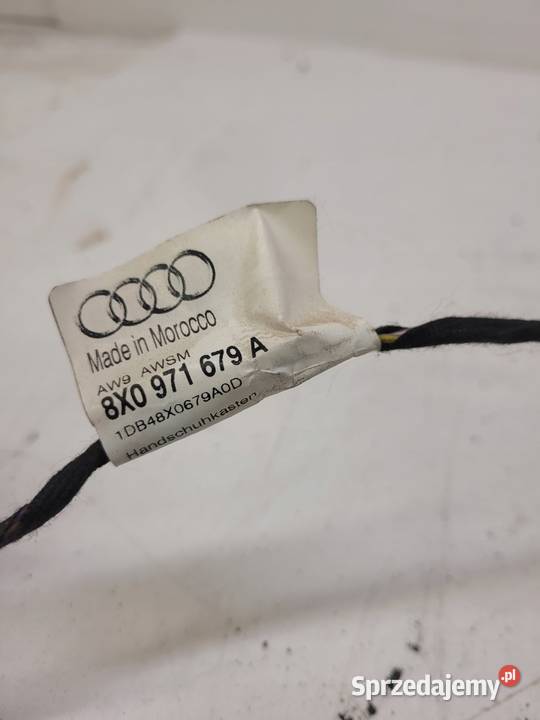 Made in Morocco
AW9 AWSM
8X0 971 679 A
1DB48X0679A0D
Handschuhkasten
Sprzedajemy.pl